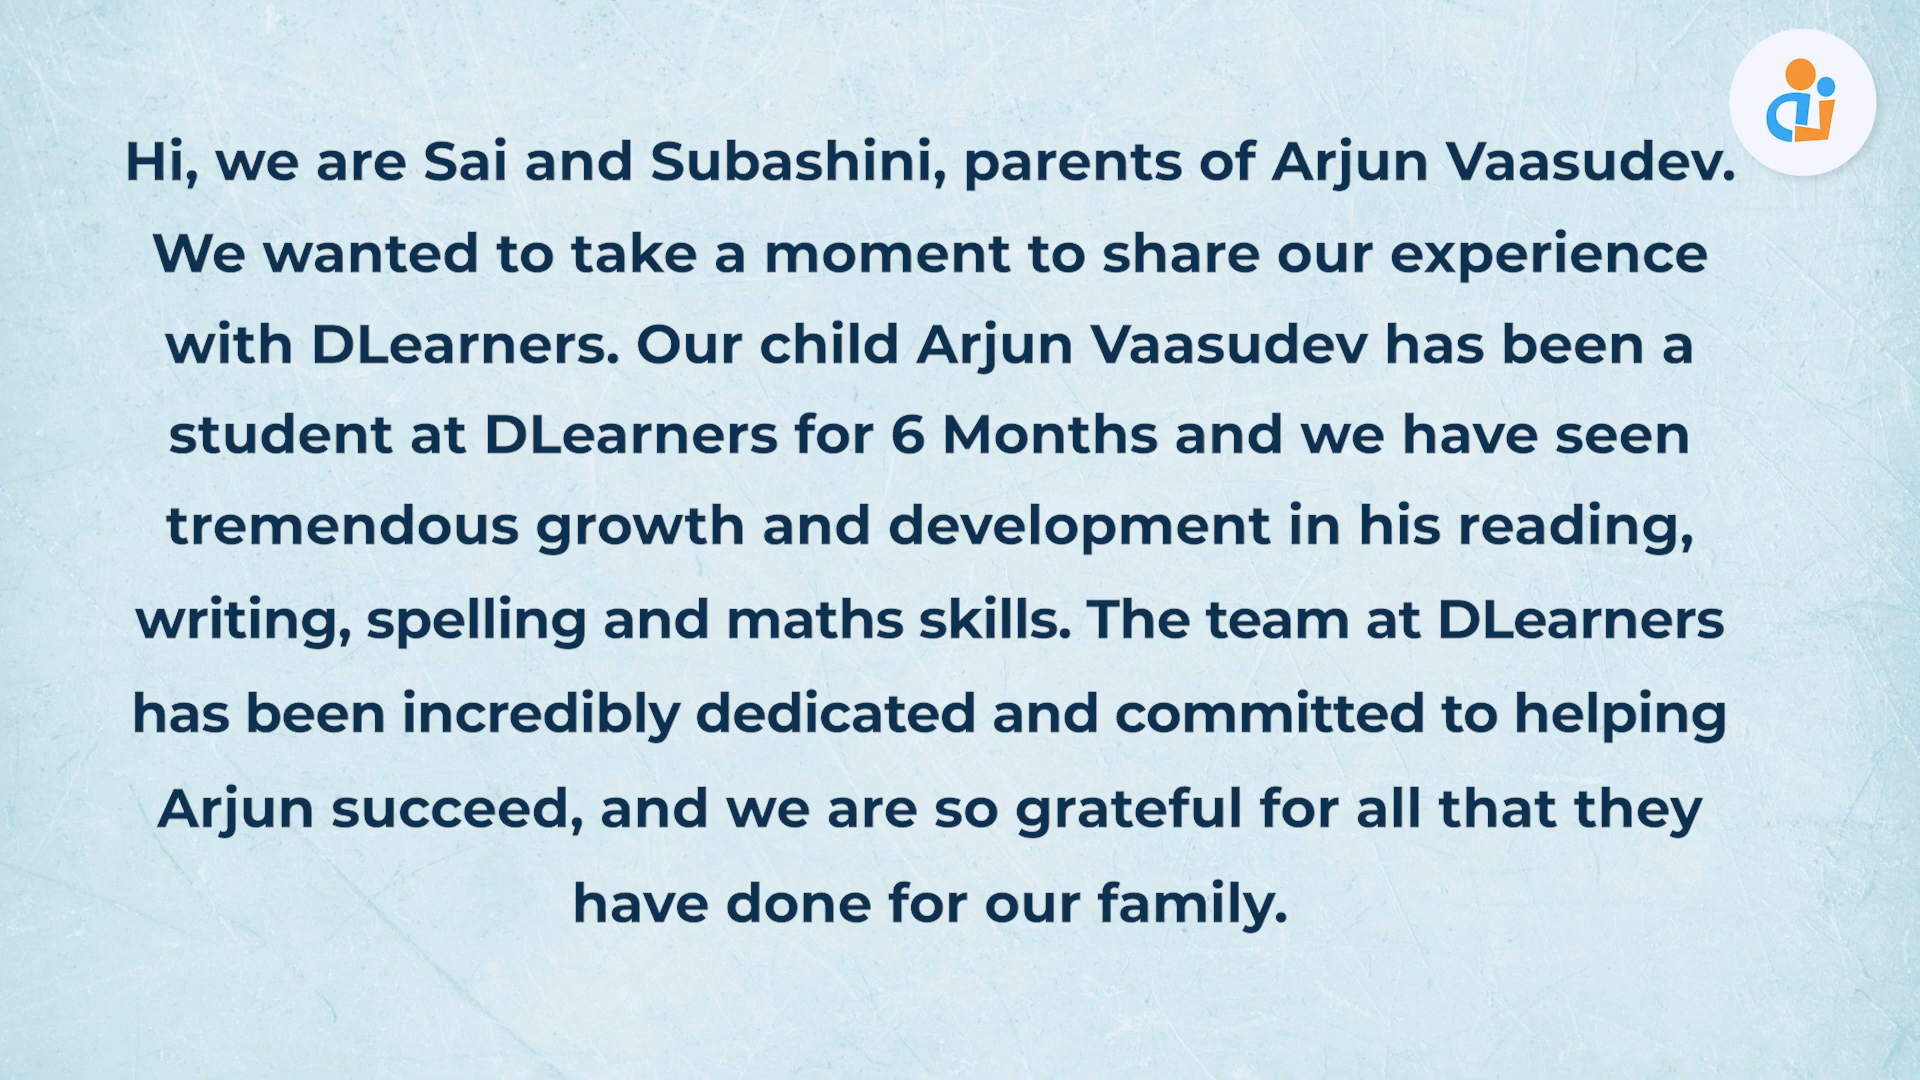 Hi, we are Sai and Subashini, parents of Arjun Vaasudev.
We wanted to take a moment to share our experience
with DLearners. Our child Arjun Vaasudev has been a
student at DLearners for 6 Months and we have seen
tremendous growth and development in his reading,
writing, spelling and maths skills. The team at DLearners
has been incredibly dedicated and committed to helping
Arjun succeed, and we are so grateful for all that they
have done for our family.